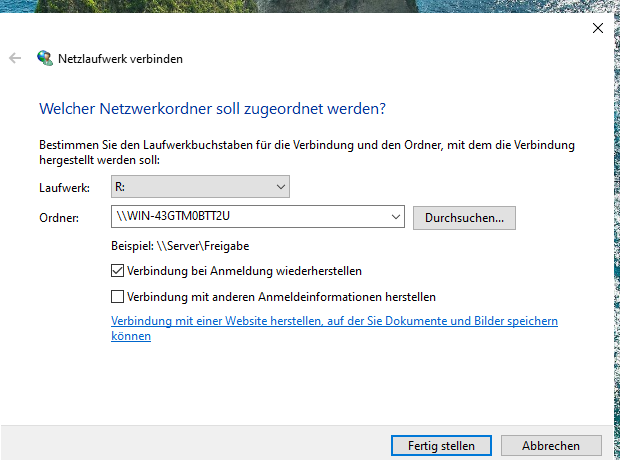 Netzlaufwerk verbinden
Welcher Netzwerkordner soll zugeordnet werden?
Bestimmen Sie den Laufwerkbuchstaben für die Verbindung und den Ordner, mit dem die Verbindung
hergestellt werden soll:
Laufwerk: R:
Ordner: \\WIN-43GTM0BTT2U Durchsuchen...
Beispiel: \\Server\Freigabe
Verbindung bei Anmeldung wiederherstellen
Verbindung mit anderen Anmeldeinformationen herstellen
Verbindung mit einer Website herstellen, auf der Sie Dokumente und Bilder speichern
können
Fertig stellen Abbrechen